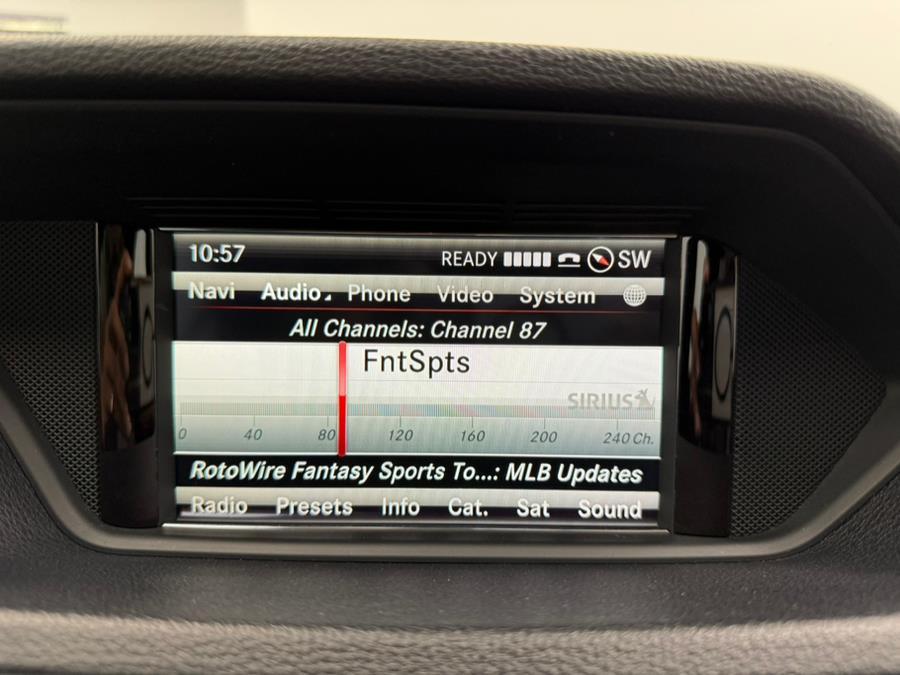 10:57 READY SW
Navi Audio Phone Video System
All Channels: Channel 87
FntSpts
SIRIUS
0 40 80 120 160 200 240 Ch.
RotoWire Fantasy Sports To...: MLB Updates
Radio Presets Info Cat. Sat Sound